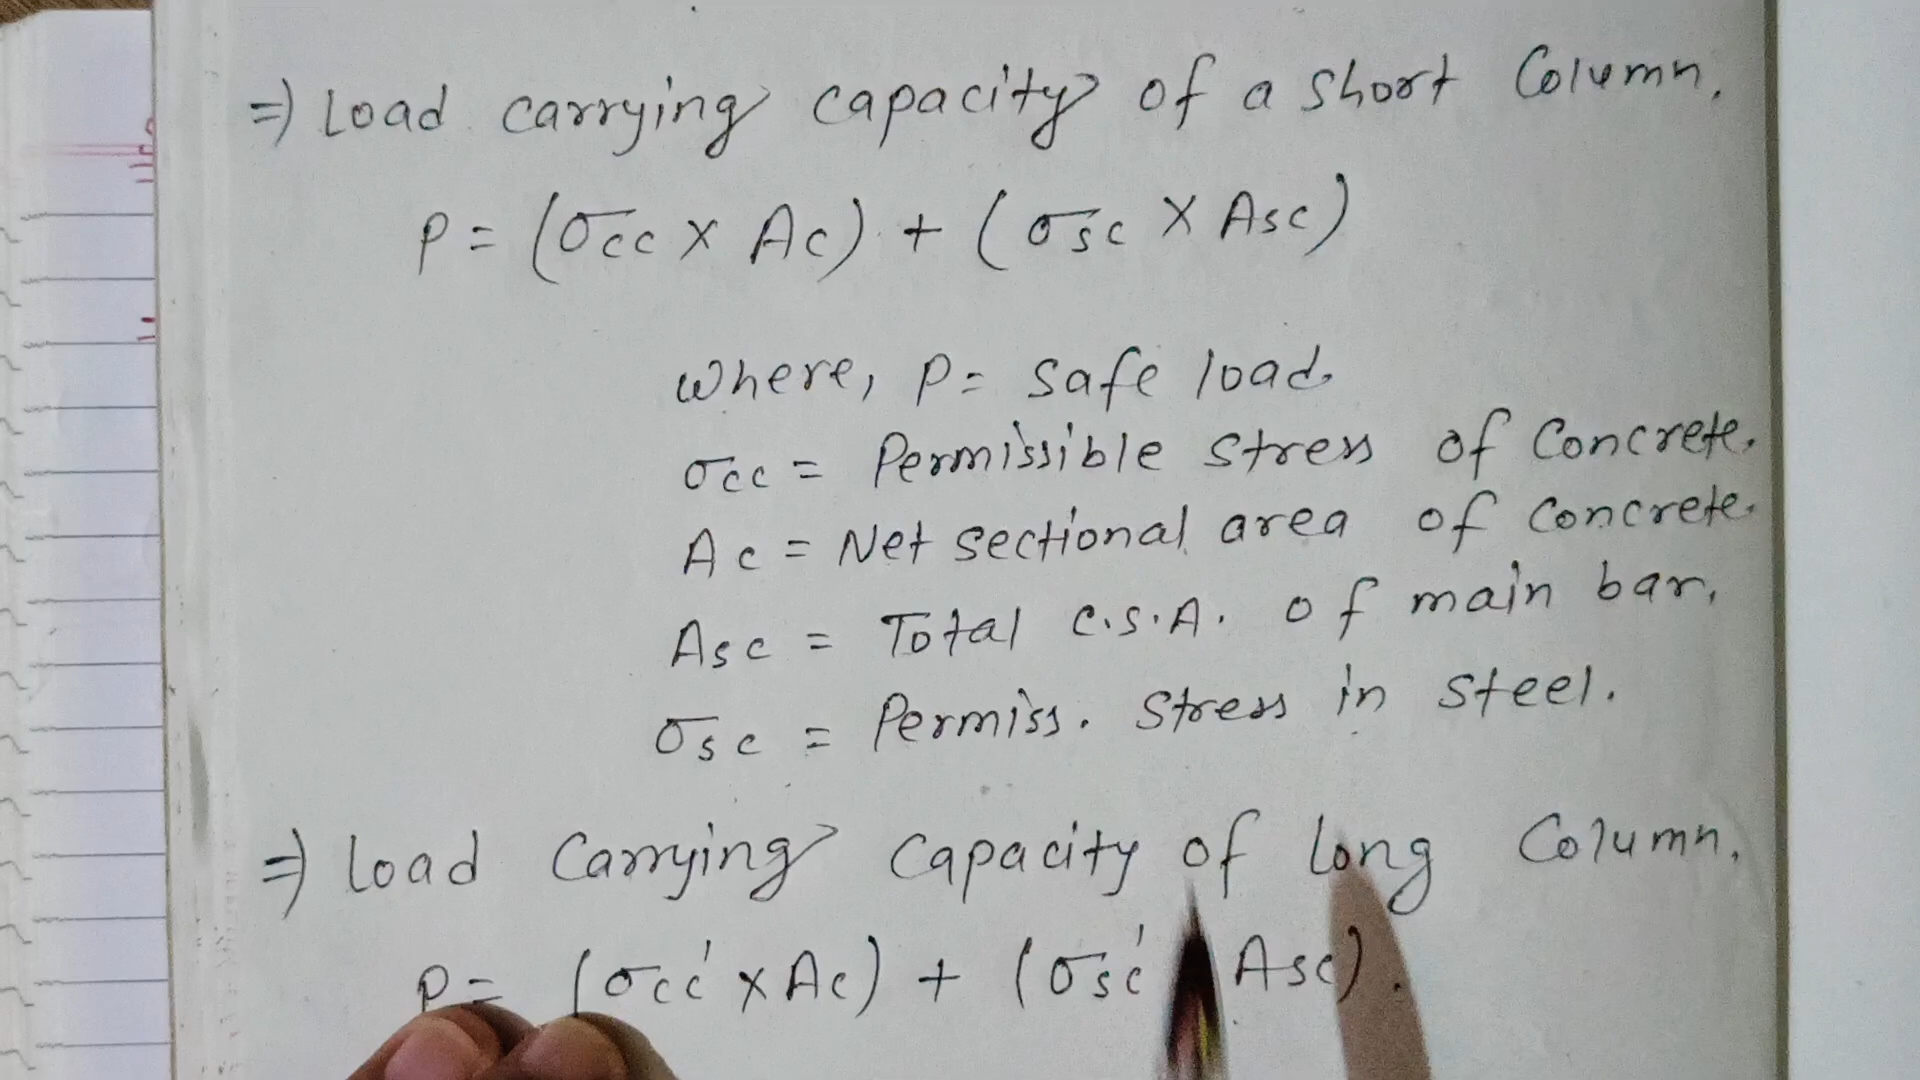 ⇒ Load carrying capacity of a short Column.
P = (σcc × Ac) + (σsc × Asc)
where, P = safe load.
σcc = Permissible stress of concrete.
Ac = Net sectional area of concrete.
Asc = Total C.S.A. of main bar.
σsc = Permiss. stress in steel.
⇒ Load Carrying Capacity of long Column.
P = (σcc' × Ac) + (σsc' Asc).